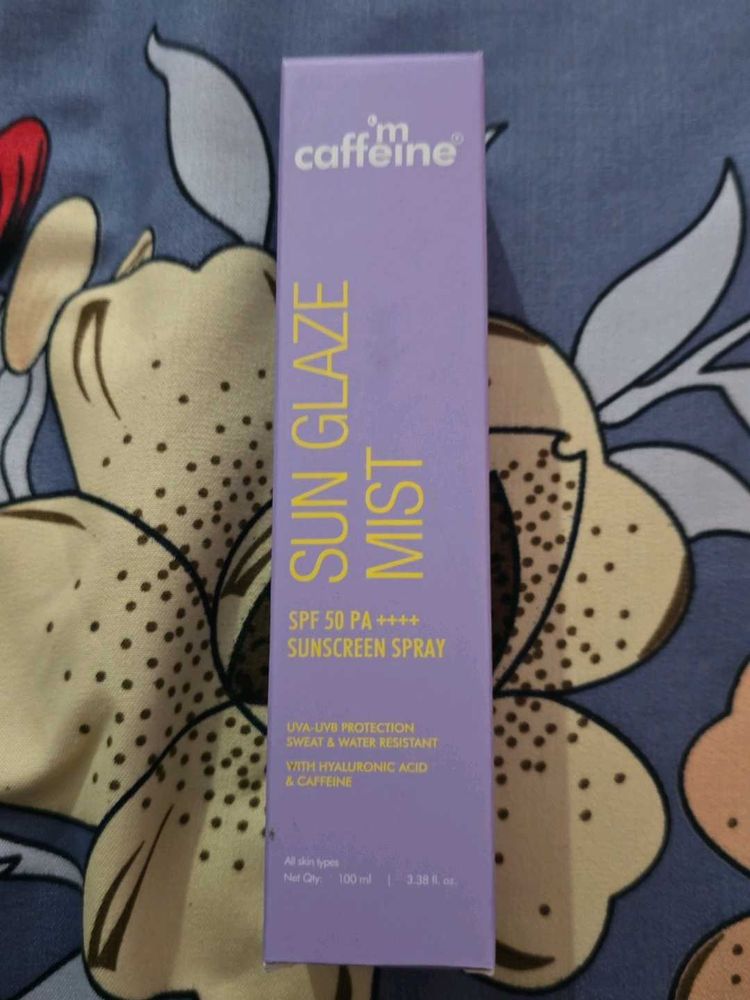 'm
caffeine®
SUN GLAZE
MIST
SPF 50 PA ++++
SUNSCREEN SPRAY
UVA-UVB PROTECTION
SWEAT & WATER RESISTANT
WITH HYALURONIC ACID
& CAFFEINE
All skin types
Net Qty: 100 ml | 3.38 fl. oz.